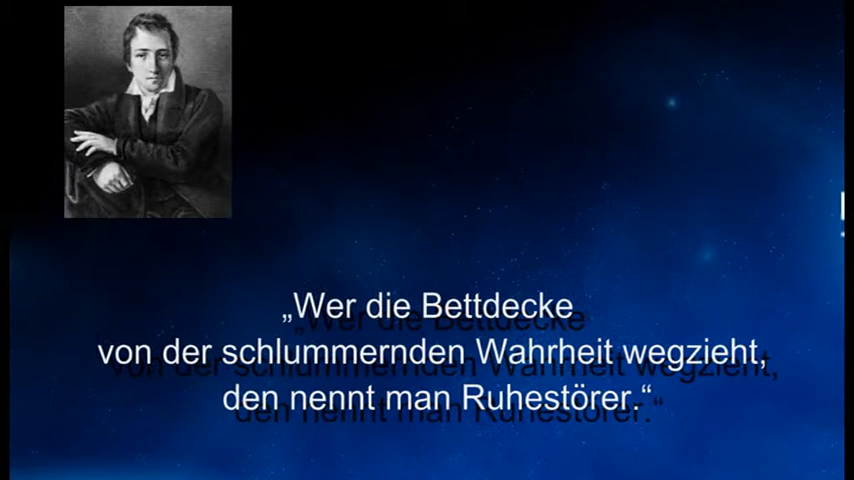 „Wer die Bettdecke
von der schlummernden Wahrheit wegzieht,
den nennt man Ruhestörer.“